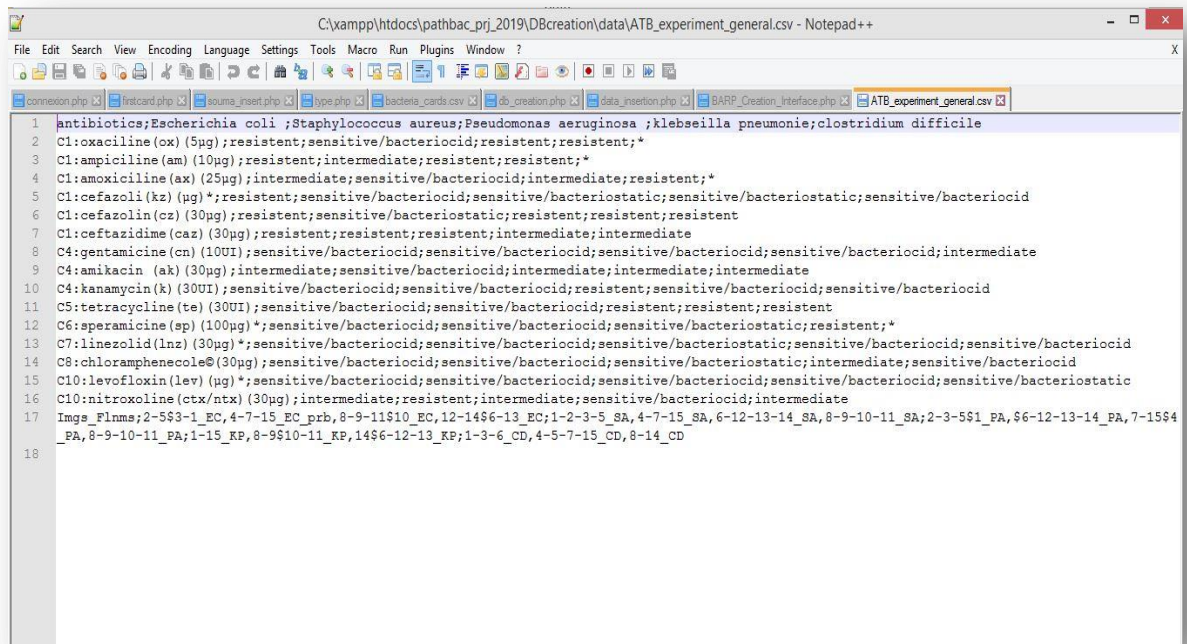 C:\xampp\htdocs\pathbac_prj_2019\DBcreation\data\ATB_experiment_general.csv - Notepad++
File Edit Search View Encoding Language Settings Tools Macro Run Plugins Window ? X
connexion.php firstcard.php souma_insert.php type.php bacteria_cards.csv db_creation.php data_insertion.php BARP_Creation_Interface.php ATB_experiment_general.csv
1 antibiotics;Escherichia coli ;Staphylococcus aureus;Pseudomonas aeruginosa ;klebseilla pneumonie;clostridium difficile
2 C1:oxaciline(ox)(5µg);resistent;sensitive/bacteriocid;resistent;resistent;*
3 C1:ampiciline(am)(10µg);resistent;intermediate;resistent;resistent;*
4 C1:amoxiciline(ax)(25µg);intermediate;sensitive/bacteriocid;intermediate;resistent;*
5 C1:cefazoli(kz)(µg)*;resistent;sensitive/bacteriocid;sensitive/bacteriostatic;sensitive/bacteriostatic;sensitive/bacteriocid
6 C1:cefazolin(cz)(30µg);resistent;sensitive/bacteriostatic;resistent;resistent;resistent
7 C1:ceftazidime(caz)(30µg);resistent;resistent;resistent;intermediate;intermediate
8 C4:gentamicine(cn)(10UI);sensitive/bacteriocid;sensitive/bacteriocid;sensitive/bacteriocid;sensitive/bacteriocid;intermediate
9 C4:amikacin (ak)(30µg);intermediate;sensitive/bacteriocid;intermediate;intermediate;intermediate
10 C4:kanamycin(k)(30UI);sensitive/bacteriocid;sensitive/bacteriocid;resistent;sensitive/bacteriocid;sensitive/bacteriocid
11 C5:tetracycline(te)(30UI);sensitive/bacteriocid;sensitive/bacteriocid;resistent;resistent;resistent
12 C6:speramicine(sp)(100µg)*;sensitive/bacteriocid;sensitive/bacteriocid;sensitive/bacteriostatic;resistent;*
13 C7:linezolid(lnz)(30µg)*;sensitive/bacteriocid;sensitive/bacteriocid;sensitive/bacteriostatic;sensitive/bacteriocid;sensitive/bacteriocid
14 C8:chloramphenecole©(30µg);sensitive/bacteriocid;sensitive/bacteriocid;sensitive/bacteriostatic;intermediate;sensitive/bacteriocid
15 C10:levofloxin(lev)(µg)*;sensitive/bacteriocid;sensitive/bacteriocid;sensitive/bacteriocid;sensitive/bacteriocid;sensitive/bacteriostatic
16 C10:nitroxoline(ctx/ntx)(30µg);intermediate;resistent;intermediate;sensitive/bacteriocid;intermediate
17 Imgs_Flnms;2-5$3-1_EC,4-7-15_EC_prb,8-9-11$10_EC,12-14$6-13_EC;1-2-3-5_SA,4-7-15_SA,6-12-13-14_SA,8-9-10-11_SA;2-3-5$1_PA,$6-12-13-14_PA,7-15$4
_PA,8-9-10-11_PA;1-15_KP,8-9$10-11_KP,14$6-12-13_KP;1-3-6_CD,4-5-7-15_CD,8-14_CD
18